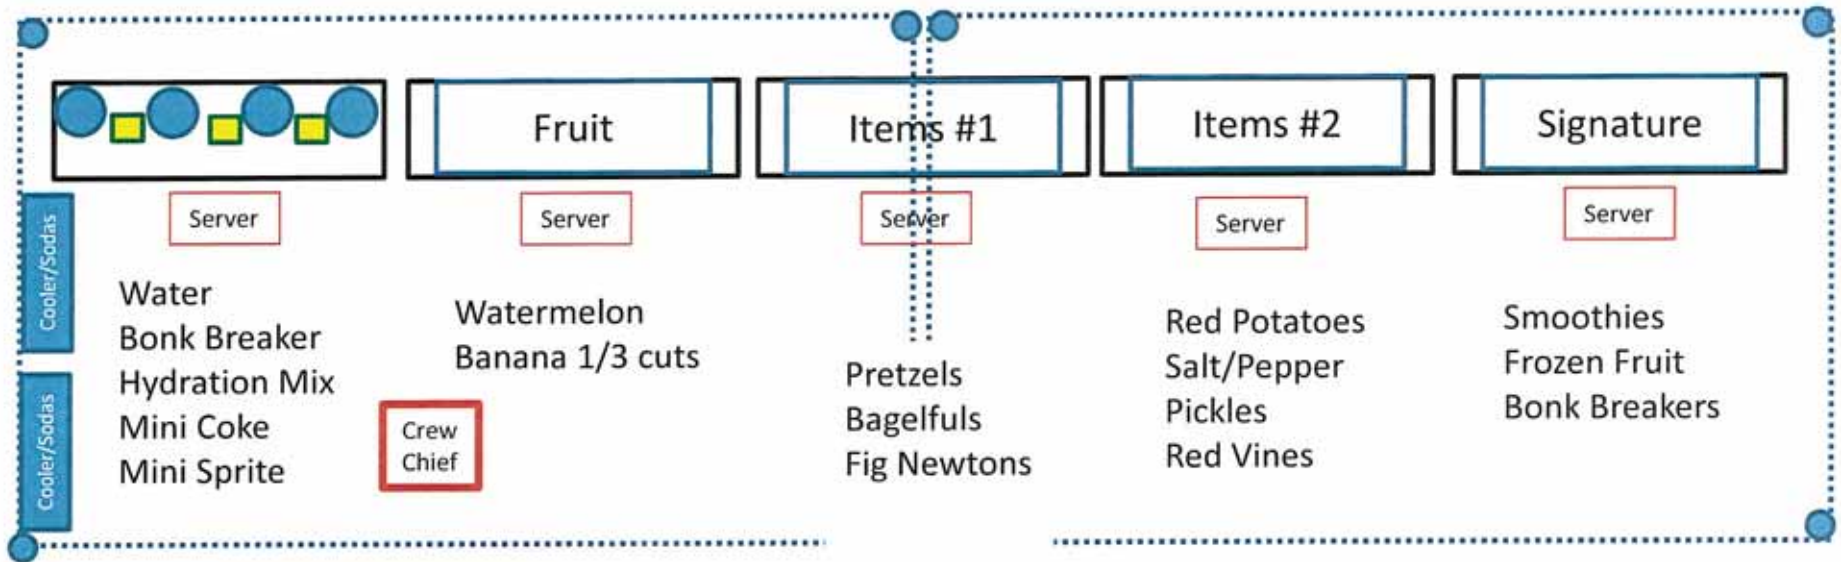 Fruit
Items #1
Items #2
Signature
Server
Server
Server
Server
Server
Cooler/Sodas
Cooler/Sodas
Water
Bonk Breaker
Hydration Mix
Mini Coke
Mini Sprite
Watermelon
Banana 1/3 cuts
Crew
Chief
Pretzels
Bagelfuls
Fig Newtons
Red Potatoes
Salt/Pepper
Pickles
Red Vines
Smoothies
Frozen Fruit
Bonk Breakers